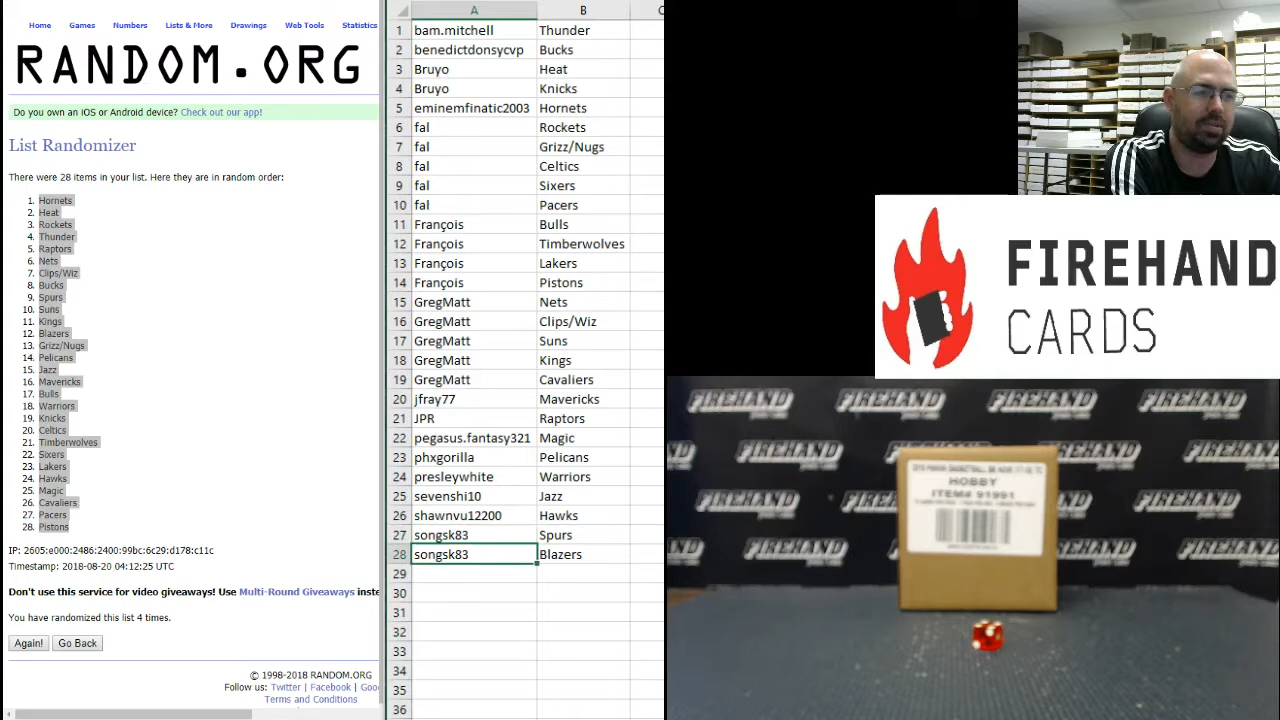 Home Games Numbers Lists & More Drawings Web Tools Statistics
RANDOM.ORG
Do you own an iOS or Android device? Check out our app!
List Randomizer
There were 28 items in your list. Here they are in random order:
1. Hornets
2. Heat
3. Rockets
4. Thunder
5. Raptors
6. Nets
7. Clips/Wiz
8. Bucks
9. Spurs
10. Suns
11. Kings
12. Blazers
13. Grizz/Nugs
14. Pelicans
15. Jazz
16. Mavericks
17. Bulls
18. Warriors
19. Knicks
20. Celtics
21. Timberwolves
22. Sixers
23. Lakers
24. Hawks
25. Magic
26. Cavaliers
27. Pacers
28. Pistons
IP: 2605:e000:2486:2400:99bc:6c29:d178:c11c
Timestamp: 2018-08-20 04:12:25 UTC
Don't use this service for video giveaways! Use Multi-Round Giveaways inste
You have randomized this list 4 times.
Again! Go Back
© 1998-2018 RANDOM.ORG
Follow us: Twitter | Facebook | Goo
Terms and Conditions
A B C
1 bam.mitchell Thunder
2 benedictdonsycvp Bucks
3 Bruyo Heat
4 Bruyo Knicks
5 eminemfinatic2003 Hornets
6 fal Rockets
7 fal Grizz/Nugs
8 fal Celtics
9 fal Sixers
10 fal Pacers
11 François Bulls
12 François Timberwolves
13 François Lakers
14 François Pistons
15 GregMatt Nets
16 GregMatt Clips/Wiz
17 GregMatt Suns
18 GregMatt Kings
19 GregMatt Cavaliers
20 jfray77 Mavericks
21 JPR Raptors
22 pegasus.fantasy321 Magic
23 phxgorilla Pelicans
24 presleywhite Warriors
25 sevenshi10 Jazz
26 shawnvu12200 Hawks
27 songsk83 Spurs
28 songsk83 Blazers
29
30
31
32
33
34
35
36
FIREHAND
CARDS
FIREHAND FIREHAND FIREHAND FIREHAND
HOBBY
ITEM# 91991